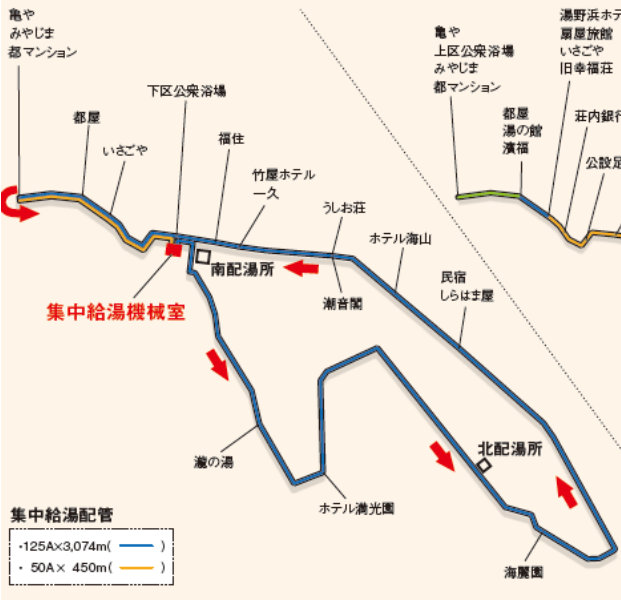 亀や
みやじま
都マンション
都屋
いさごや
下区公衆浴場
福住
竹屋ホテル
一久
うしお荘
ホテル海山
民宿
しらはま屋
潮音閣
南配湯所
集中給湯機械室
瀧の湯
ホテル満光園
北配湯所
海麗園
亀や
上区公衆浴場
みやじま
都マンション
都屋
湯の館
濱福
湯野浜ホテ
扇屋旅館
いさごや
旧幸福荘
荘内銀行
公設足
集中給湯配管
・125A×3,074m( )
・ 50A× 450m( )